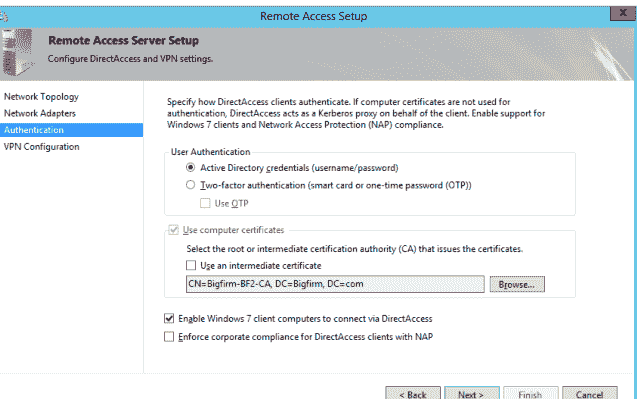 Remote Access Setup
X
Remote Access Server Setup
Configure DirectAccess and VPN settings.
Network Topology
Network Adapters
Authentication
VPN Configuration
Specify how DirectAccess clients authenticate. If computer certificates are not used for
authentication, DirectAccess acts as a Kerberos proxy on behalf of the client. Enable support for
Windows 7 clients and Network Access Protection (NAP) compliance.
User Authentication
Active Directory credentials (username/password)
Two-factor authentication (smart card or one-time password (OTP))
Use OTP
Use computer certificates
Select the root or intermediate certification authority (CA) that issues the certificates.
Use an intermediate certificate
CN=Bigfirm-BF2-CA, DC=Bigfirm, DC=com
Browse...
Enable Windows 7 client computers to connect via DirectAccess
Enforce corporate compliance for DirectAccess clients with NAP
< Back
Next >
Finish
Cancel